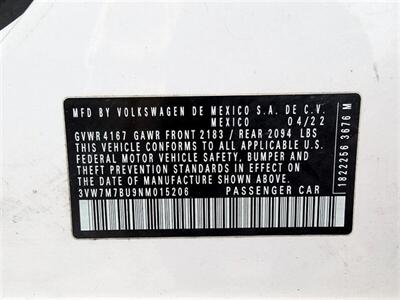 MFD BY VOLKSWAGEN DE MEXICO S.A. DE C.V.
MEXICO 04/22
GVWR 4167 GAWR FRONT 2183 / REAR 2094 LBS
THIS VEHICLE CONFORMS TO ALL APPLICABLE U.S.
FEDERAL MOTOR VEHICLE SAFETY, BUMPER AND
THEFT PREVENTION STANDARDS IN EFFECT ON THE
DATE OF MANUFACTURE SHOWN ABOVE
3VW7M7BU9NM015206 PASSENGER CAR
1822256 3676 M